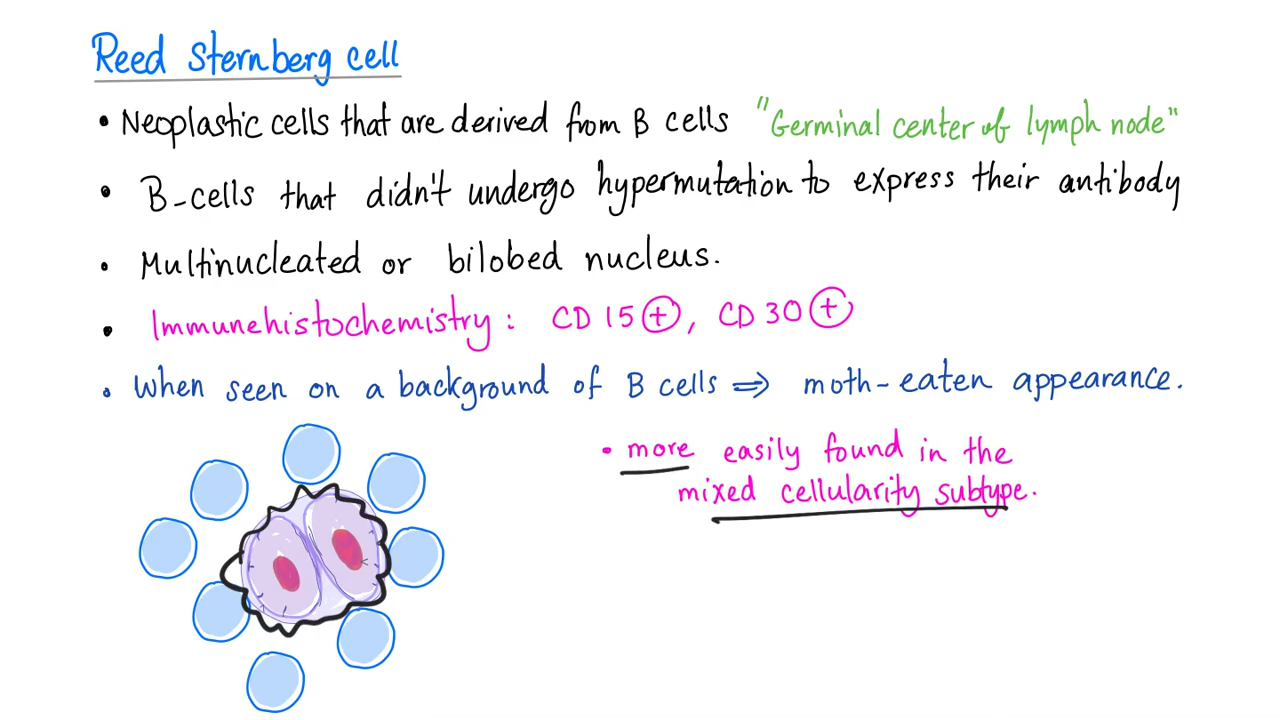 Reed Sternberg cell
• Neoplastic cells that are derived from B cells "Germinal center of lymph node"
• B-cells that didn't undergo hypermutation to express their antibody
• Multinucleated or bilobed nucleus.
• Immunehistochemistry: CD 15 ⊕, CD 30 ⊕
• When seen on a background of B cells ⇒ moth-eaten appearance.
• more easily found in the
mixed cellularity subtype.